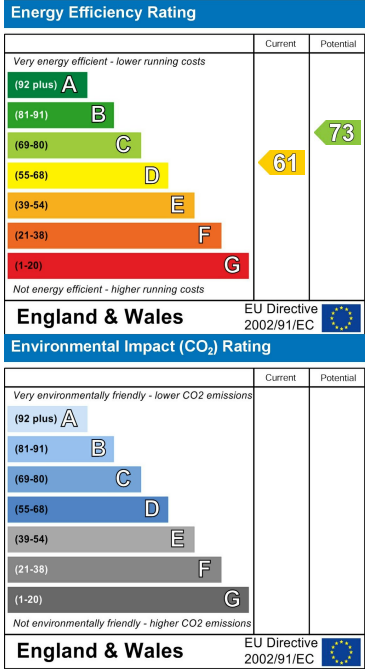 Energy Efficiency Rating
Current Potential
Very energy efficient - lower running costs
(92 plus) A
(81-91) B
(69-80) C
73
(55-68) D
61
(39-54) E
(21-38) F
(1-20) G
Not energy efficient - higher running costs
England & Wales
EU Directive
2002/91/EC
Environmental Impact (CO₂) Rating
Current Potential
Very environmentally friendly - lower CO2 emissions
(92 plus) A
(81-91) B
(69-80) C
(55-68) D
(39-54) E
(21-38) F
(1-20) G
Not environmentally friendly - higher CO2 emissions
England & Wales
EU Directive
2002/91/EC